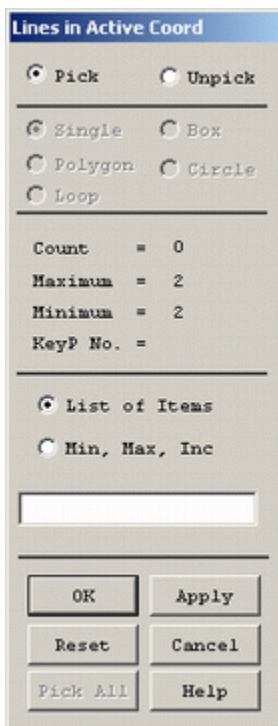 Lines in Active Coord
Pick Unpick
Single Box
Polygon Circle
Loop
Count = 0
Maximum = 2
Minimum = 2
KeyP No. =
List of Items
Min, Max, Inc
OK Apply
Reset Cancel
Pick All Help